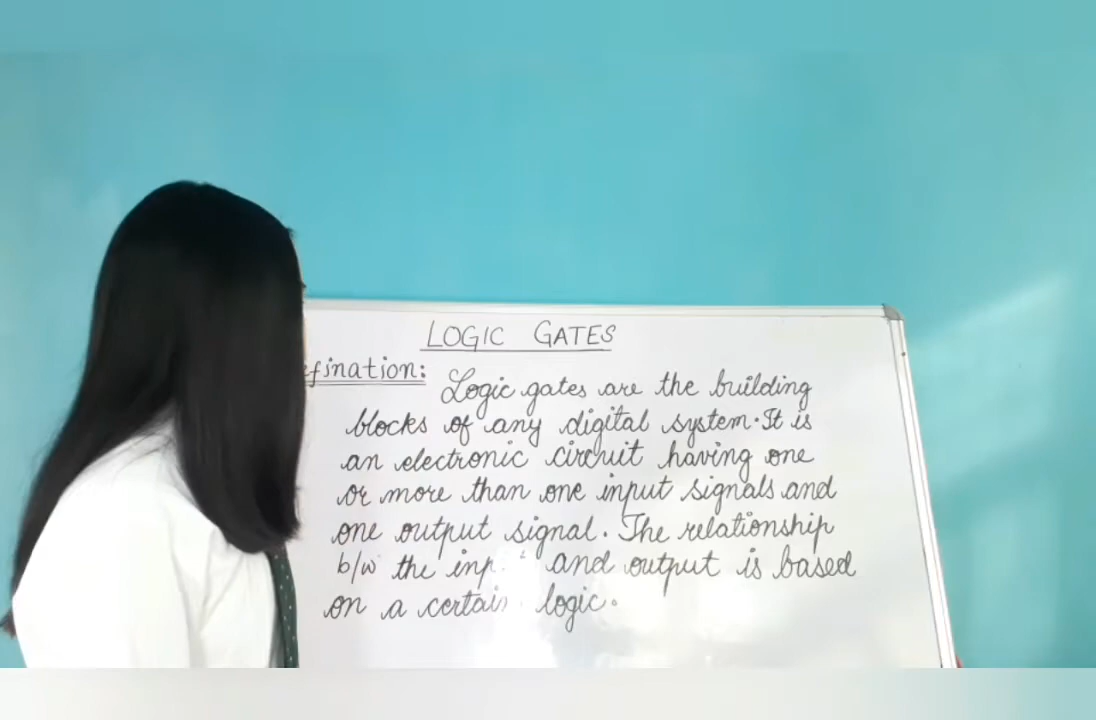 LOGIC GATES
fination:
Logic gates are the building
blocks of any digital system. It is
an electronic circuit having one
or more than one input signals and
one output signal. The relationship
b/w the and output is based
on a certain logic.